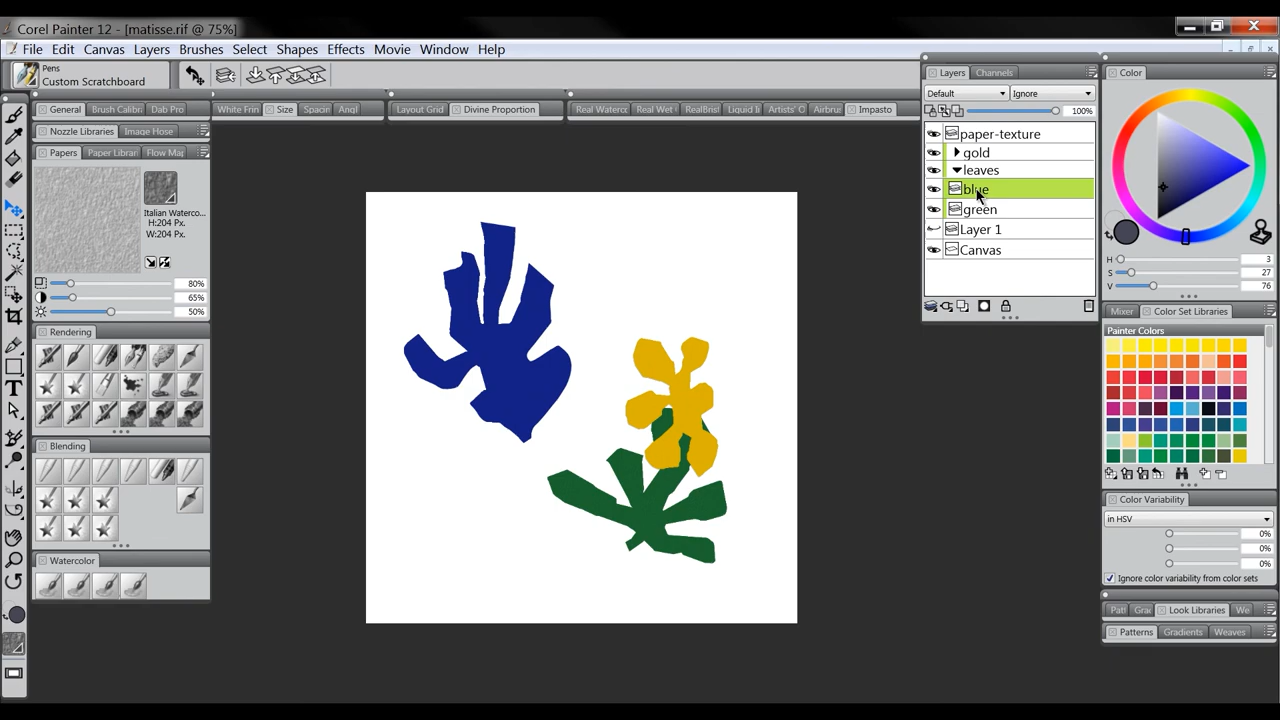 Corel Painter 12 - [matisse.rif @ 75%]
File Edit Canvas Layers Brushes Select Shapes Effects Movie Window Help
Pens
Custom Scratchboard
General Brush Calibr Dab Pro White Frin Size Spacin Angl Layout Grid Divine Proportion Real Waterc Real Wet RealBris Liquid I Artists' O Airbru Impasto
Nozzle Libraries Image Hose
Papers Paper Librar Flow Map
Italian Waterco...
H:204 Px.
W:204 Px.
80%
65%
50%
Rendering
Blending
Watercolor
Layers Channels
Default Ignore
100%
paper-texture
gold
leaves
blue
green
Layer 1
Canvas
Color
H 3
S 27
V 76
Mixer Color Set Libraries
Painter Colors
Color Variability
in HSV
0%
0%
0%
Ignore color variability from color sets
Look Libraries We
Patterns Gradients Weaves